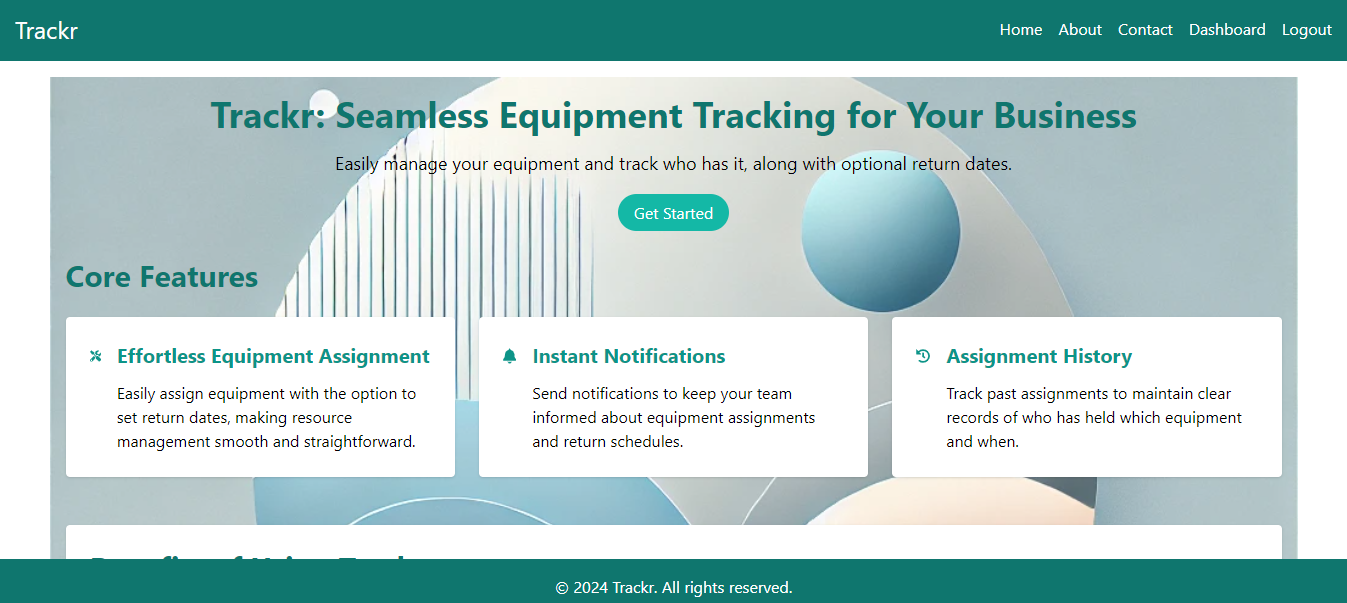 Trackr
Home About Contact Dashboard Logout
Trackr: Seamless Equipment Tracking for Your Business
Easily manage your equipment and track who has it, along with optional return dates.
Get Started
Core Features
Effortless Equipment Assignment
Easily assign equipment with the option to
set return dates, making resource
management smooth and straightforward.
Instant Notifications
Send notifications to keep your team
informed about equipment assignments
and return schedules.
Assignment History
Track past assignments to maintain clear
records of who has held which equipment
and when.
© 2024 Trackr. All rights reserved.